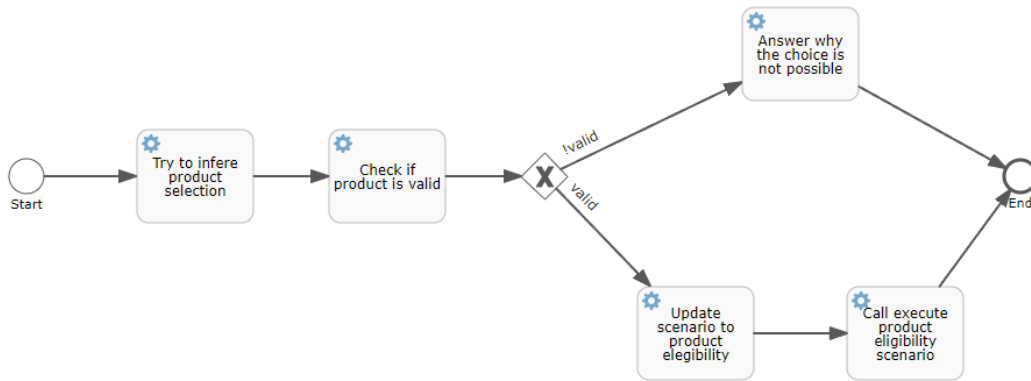 Start
Try to infere
product
selection
Check if
product is valid
X
!valid
valid
Answer why
the choice is
not possible
Update
scenario to
product
elegibility
Call execute
product
eligibility
scenario
End